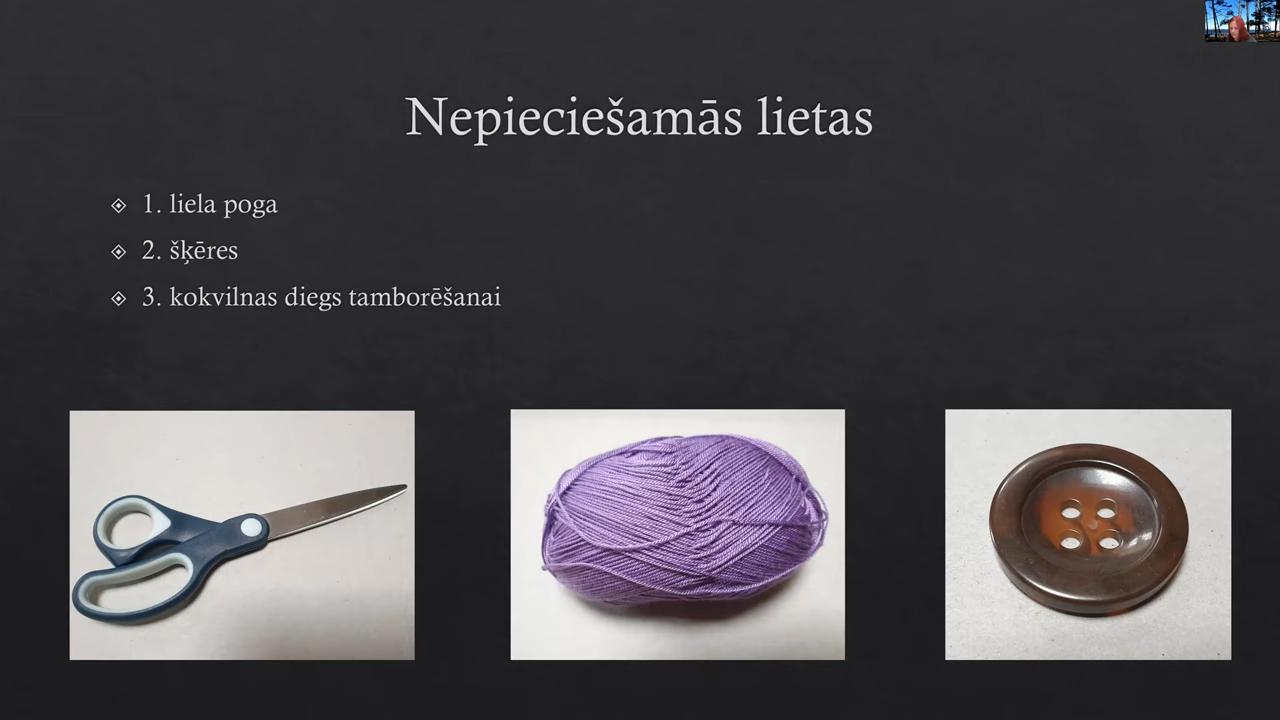 Nepieciešamās lietas
1. liela poga
2. šķēres
3. kokvilnas diegs tamborēšanai